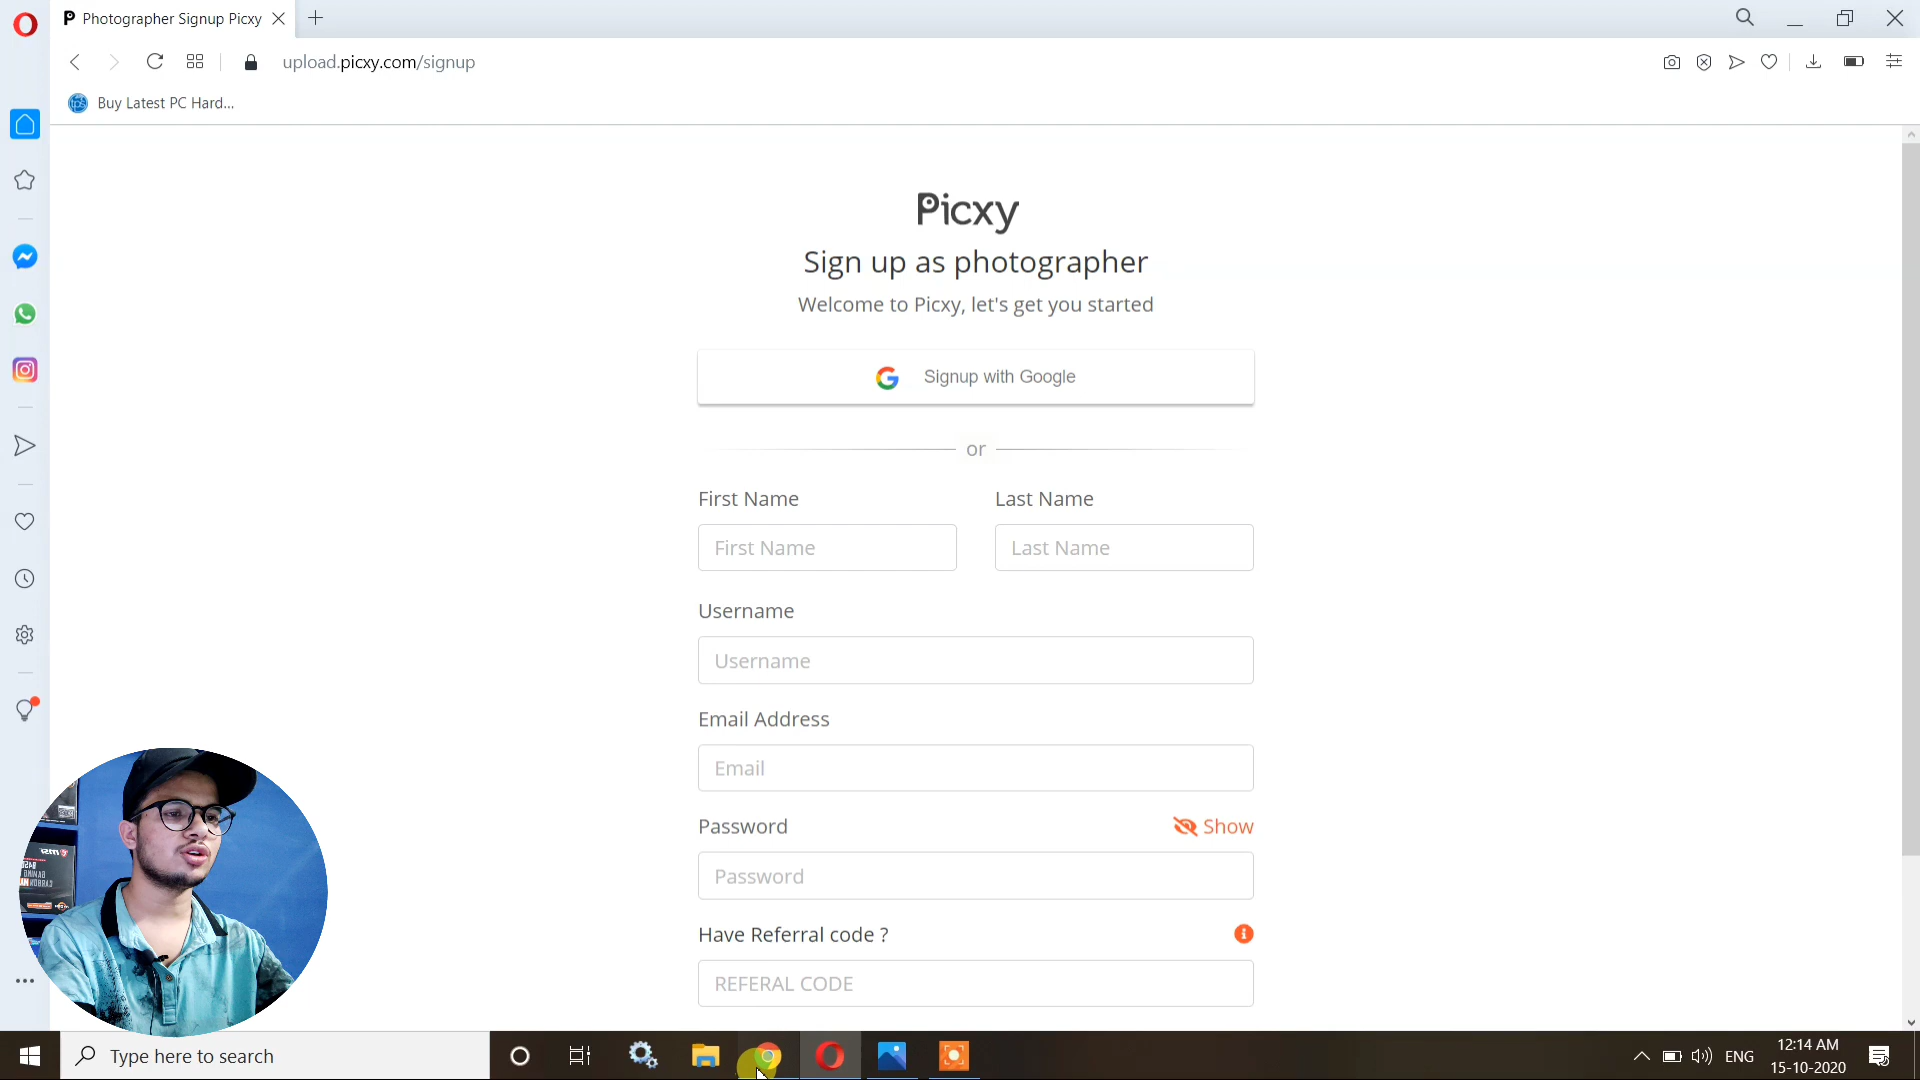 Photographer Signup Picxy
upload.picxy.com/signup
Buy Latest PC Hard...
Picxy
Sign up as photographer
Welcome to Picxy, let's get you started
Signup with Google
or
First Name
Last Name
First Name
Last Name
Username
Username
Email Address
Email
Password
Show
Password
Have Referral code ?
REFERAL CODE
Type here to search
ENG
12:14 AM
15-10-2020